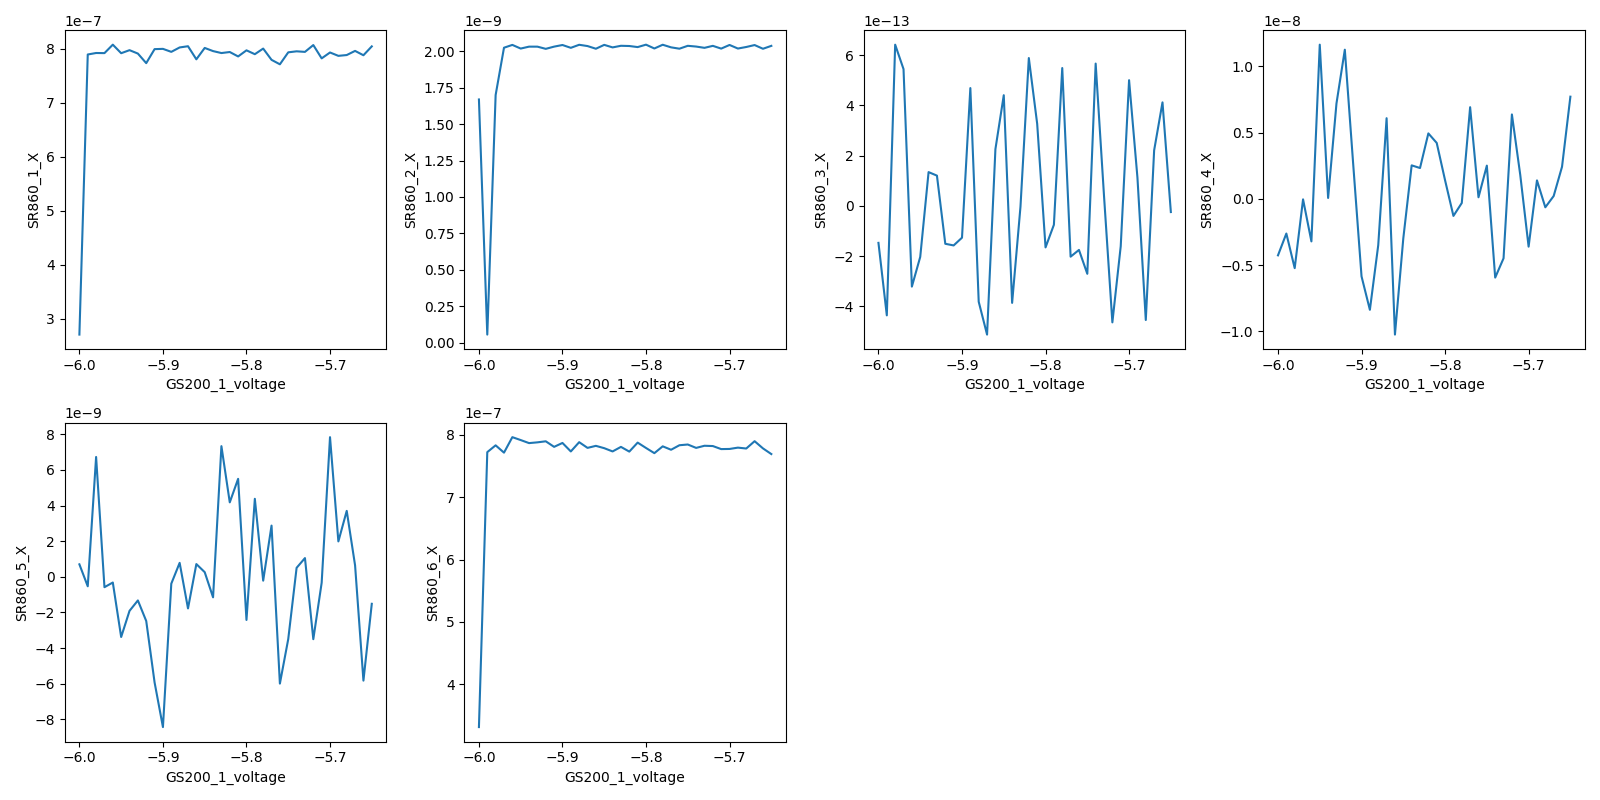 1e−7
8
7
6
5
4
3
SR860_1_X
−6.0 −5.9 −5.8 −5.7
GS200_1_voltage
1e−9
2.00
1.75
1.50
1.25
1.00
0.75
0.50
0.25
0.00
SR860_2_X
−6.0 −5.9 −5.8 −5.7
GS200_1_voltage
1e−13
6
4
2
0
−2
−4
SR860_3_X
−6.0 −5.9 −5.8 −5.7
GS200_1_voltage
1e−8
1.0
0.5
0.0
−0.5
−1.0
SR860_4_X
−6.0 −5.9 −5.8 −5.7
GS200_1_voltage
1e−9
8
6
4
2
0
−2
−4
−6
−8
SR860_5_X
−6.0 −5.9 −5.8 −5.7
GS200_1_voltage
1e−7
8
7
6
5
4
SR860_6_X
−6.0 −5.9 −5.8 −5.7
GS200_1_voltage